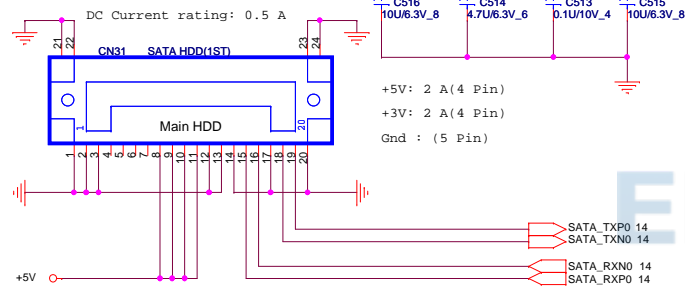 DC Current rating: 0.5 A
C516
10U/6.3V_8
C514
4.7U/6.3V_6
C513
0.1U/10V_4
C515
10U/6.3V_8
21
22
23
24
CN31
SATA HDD(1ST)
+5V: 2 A(4 Pin)
+3V: 2 A(4 Pin)
Gnd : (5 Pin)
1
Main HDD
20
1
2
3
4
5
6
7
8
9
10
11
12
13
14
15
16
17
18
19
20
SATA_TXP0 14
SATA_TXN0 14
SATA_RXN0 14
SATA_RXP0 14
+5V